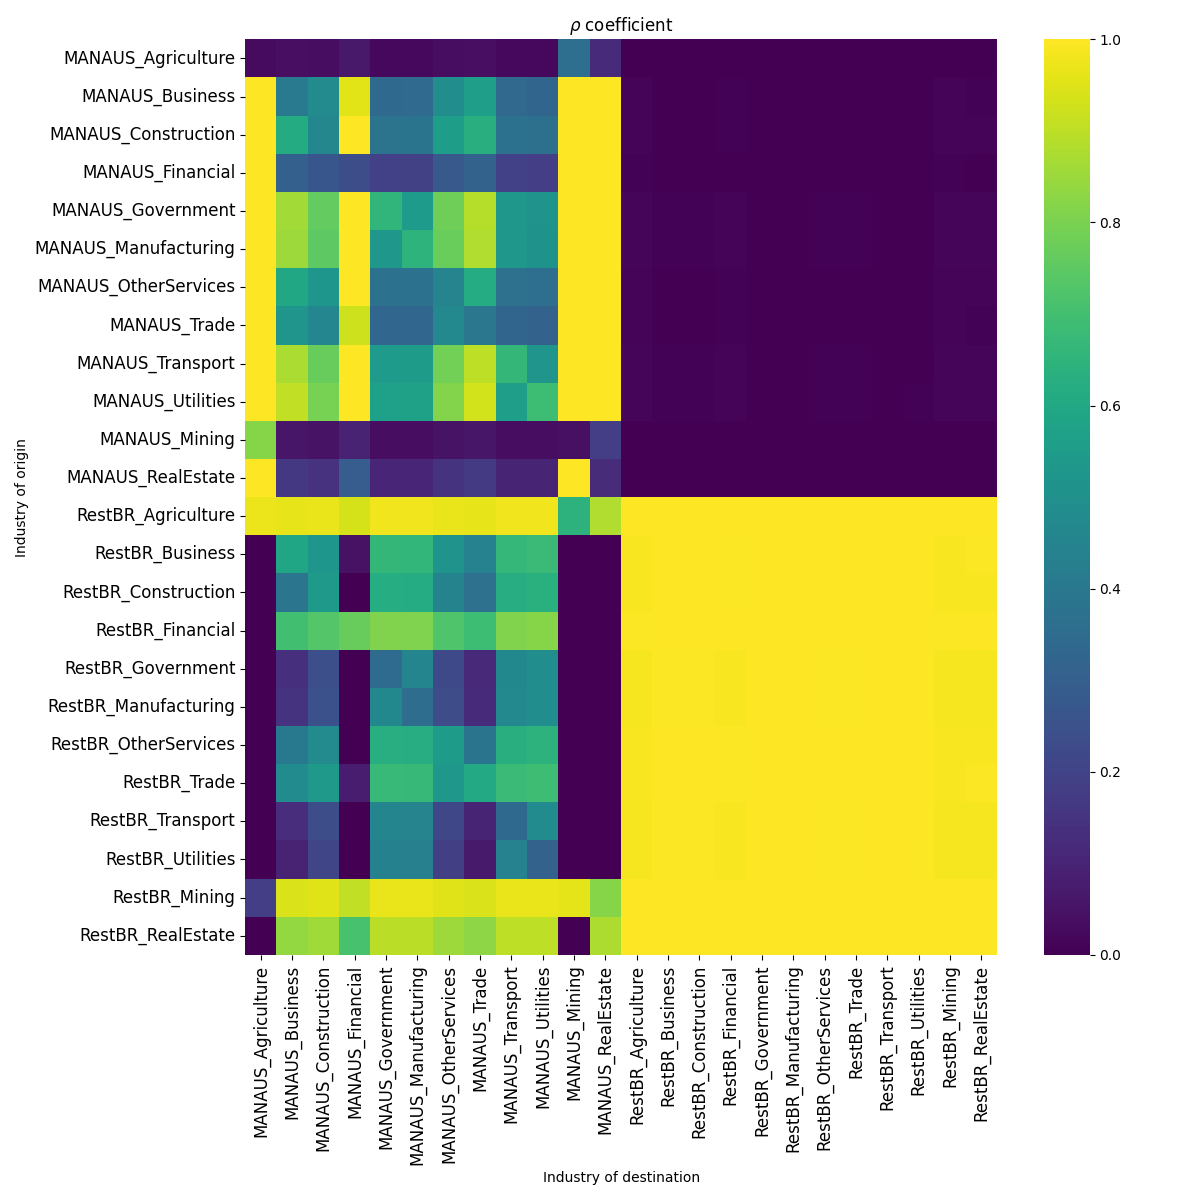 ρ coefficient
MANAUS_Agriculture
MANAUS_Business
MANAUS_Construction
MANAUS_Financial
MANAUS_Government
MANAUS_Manufacturing
MANAUS_OtherServices
MANAUS_Trade
MANAUS_Transport
MANAUS_Utilities
MANAUS_Mining
MANAUS_RealEstate
RestBR_Agriculture
RestBR_Business
RestBR_Construction
RestBR_Financial
RestBR_Government
RestBR_Manufacturing
RestBR_OtherServices
RestBR_Trade
RestBR_Transport
RestBR_Utilities
RestBR_Mining
RestBR_RealEstate
Industry of origin
MANAUS_Agriculture
MANAUS_Business
MANAUS_Construction
MANAUS_Financial
MANAUS_Government
MANAUS_Manufacturing
MANAUS_OtherServices
MANAUS_Trade
MANAUS_Transport
MANAUS_Utilities
MANAUS_Mining
MANAUS_RealEstate
RestBR_Agriculture
RestBR_Business
RestBR_Construction
RestBR_Financial
RestBR_Government
RestBR_Manufacturing
RestBR_OtherServices
RestBR_Trade
RestBR_Transport
RestBR_Utilities
RestBR_Mining
RestBR_RealEstate
Industry of destination
1.0
0.8
0.6
0.4
0.2
0.0